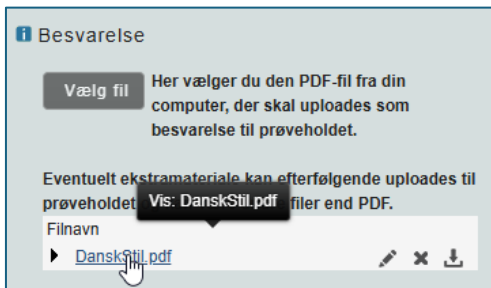 Besvarelse
Vælg fil
Her vælger du den PDF-fil fra din
computer, der skal uploades som
besvarelse til prøveholdet.
Eventuelt ekstramateriale kan efterfølgende uploades til
prøveholdet filer end PDF.
Vis: DanskStil.pdf
Filnavn
DanskStil.pdf